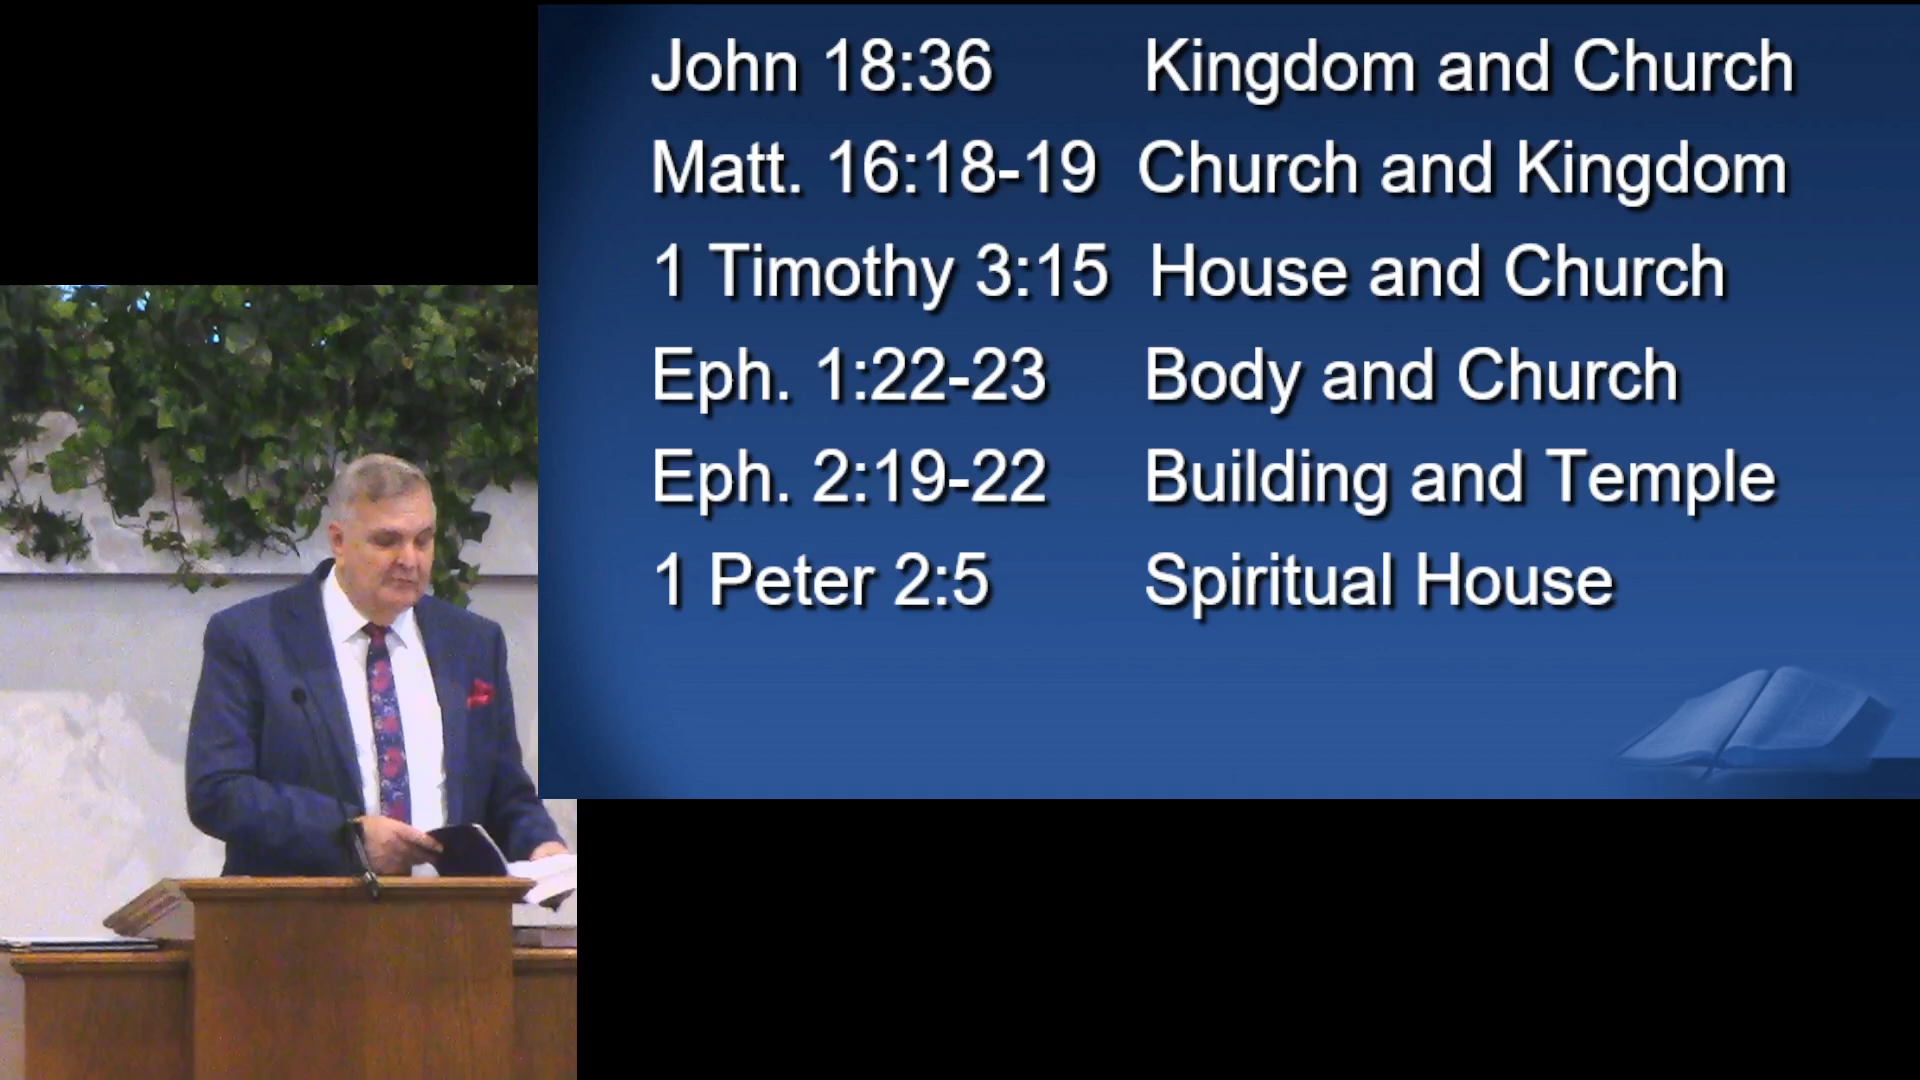 John 18:36 Kingdom and Church
Matt. 16:18-19 Church and Kingdom
1 Timothy 3:15 House and Church
Eph. 1:22-23 Body and Church
Eph. 2:19-22 Building and Temple
1 Peter 2:5 Spiritual House